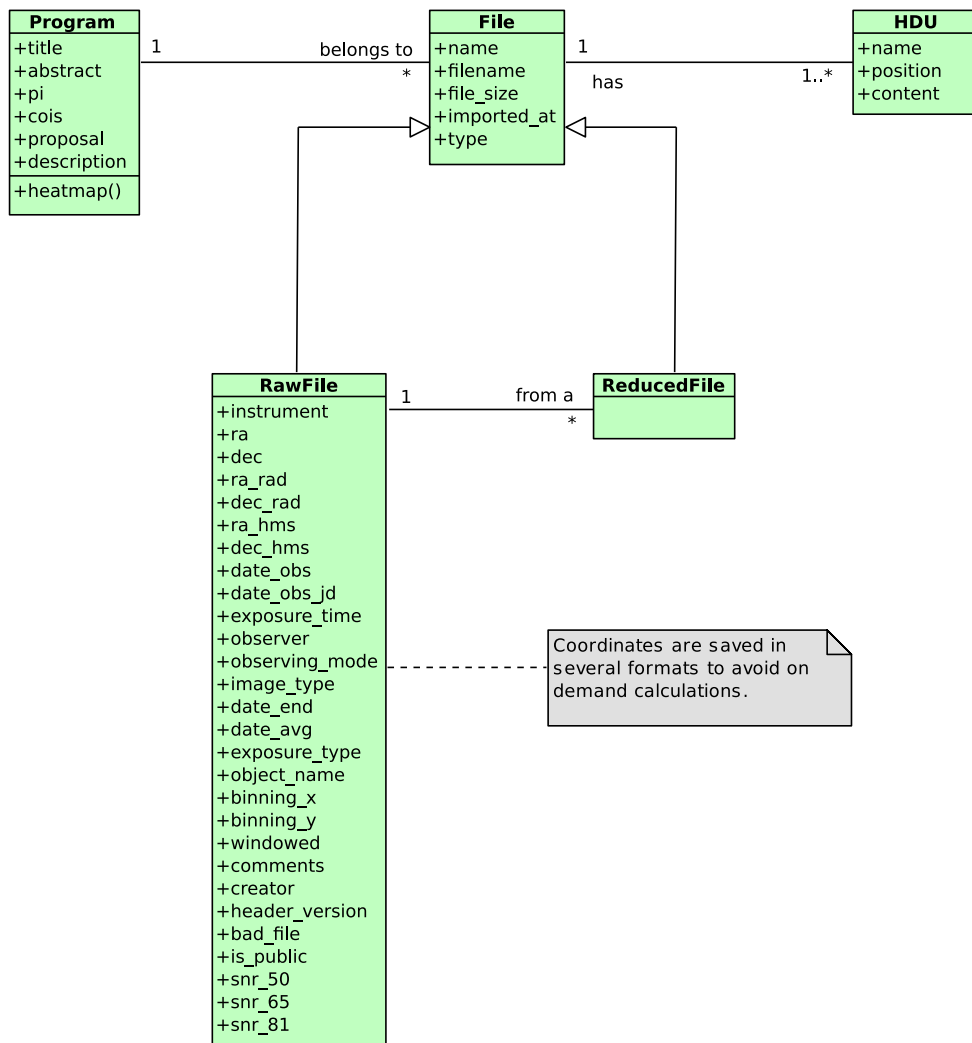 Program
+title
+abstract
+pi
+cois
+proposal
+description
+heatmap()
1
belongs to
*
File
+name
+filename
+file_size
+imported_at
+type
1
has
1..*
HDU
+name
+position
+content
RawFile
+instrument
+ra
+dec
+ra_rad
+dec_rad
+ra_hms
+dec_hms
+date_obs
+date_obs_jd
+exposure_time
+observer
+observing_mode
+image_type
+date_end
+date_avg
+exposure_type
+object_name
+binning_x
+binning_y
+windowed
+comments
+creator
+header_version
+bad_file
+is_public
+snr_50
+snr_65
+snr_81
1
from a
*
ReducedFile
Coordinates are saved in
several formats to avoid on
demand calculations.